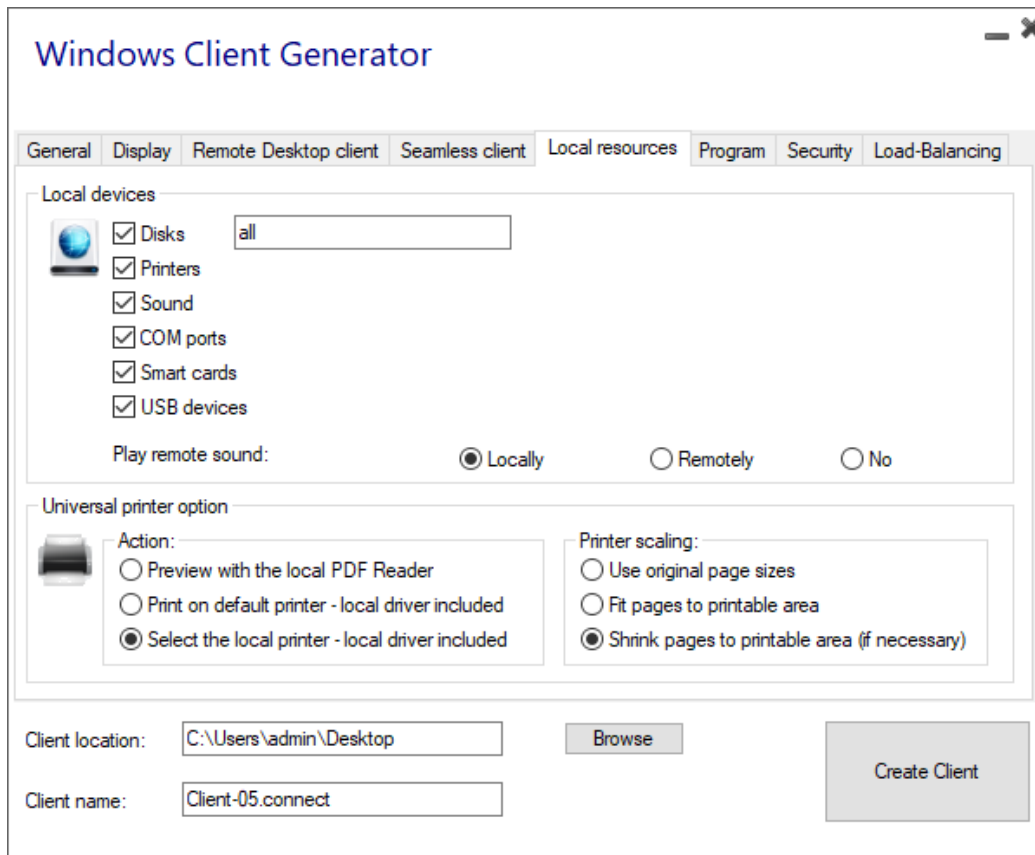 Windows Client Generator
General Display Remote Desktop client Seamless client Local resources Program Security Load-Balancing
Local devices
Disks all
Printers
Sound
COM ports
Smart cards
USB devices
Play remote sound: Locally Remotely No
Universal printer option
Action:
Preview with the local PDF Reader
Print on default printer - local driver included
Select the local printer - local driver included
Printer scaling:
Use original page sizes
Fit pages to printable area
Shrink pages to printable area (if necessary)
Client location: C:\Users\admin\Desktop Browse
Create Client
Client name: Client-05.connect